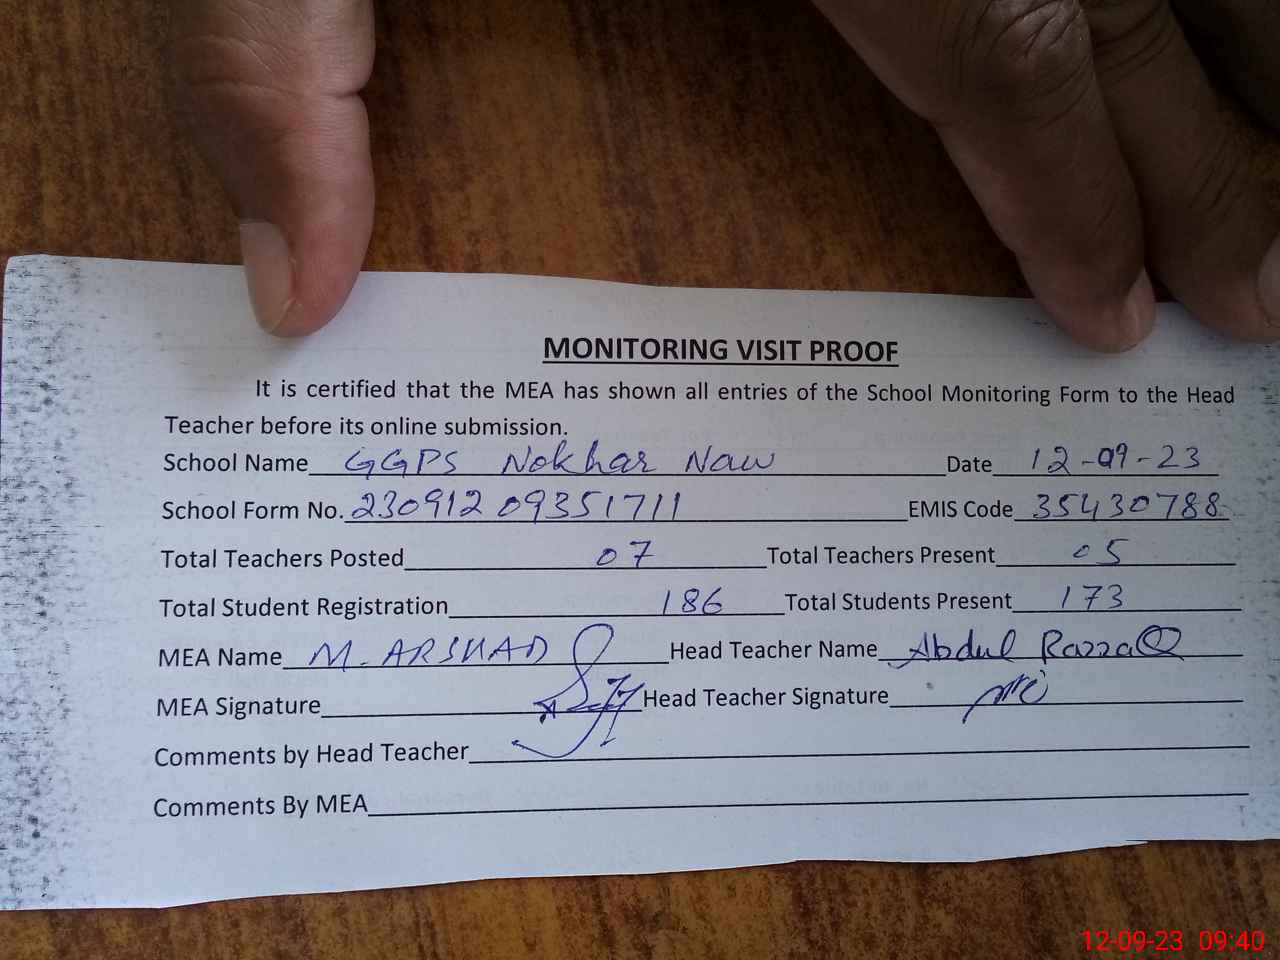 MONITORING VISIT PROOF
It is certified that the MEA has shown all entries of the School Monitoring Form to the Head
Teacher before its online submission.
School Name GGPS Nokhar Naw Date 12-09-23
School Form No. 230912 09351711 EMIS Code 35430788
Total Teachers Posted 07 Total Teachers Present 05
Total Student Registration 186 Total Students Present 173
MEA Name M. ARSHAD Head Teacher Name Abdul RazzaQ
MEA Signature Head Teacher Signature
Comments by Head Teacher
Comments By MEA
12-09-23 09:40